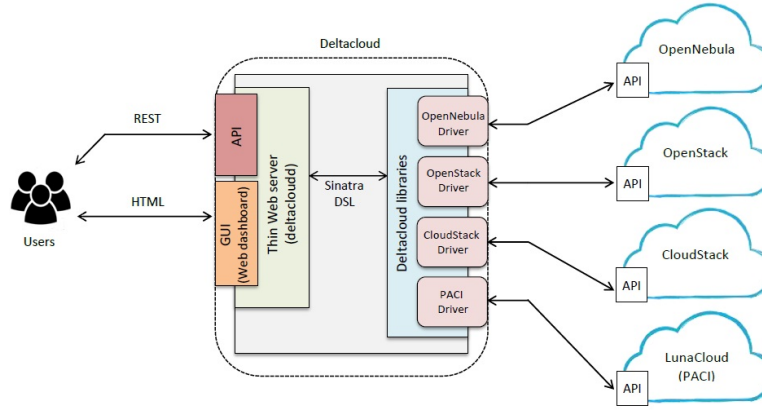 Deltacloud
REST
HTML
Users
API
GUI
(Web dashboard)
Thin Web server
(deltacloudd)
Sinatra
DSL
Deltacloud libraries
OpenNebula
Driver
OpenStack
Driver
CloudStack
Driver
PACI
Driver
OpenNebula
API
OpenStack
API
CloudStack
API
LunaCloud
(PACI)
API